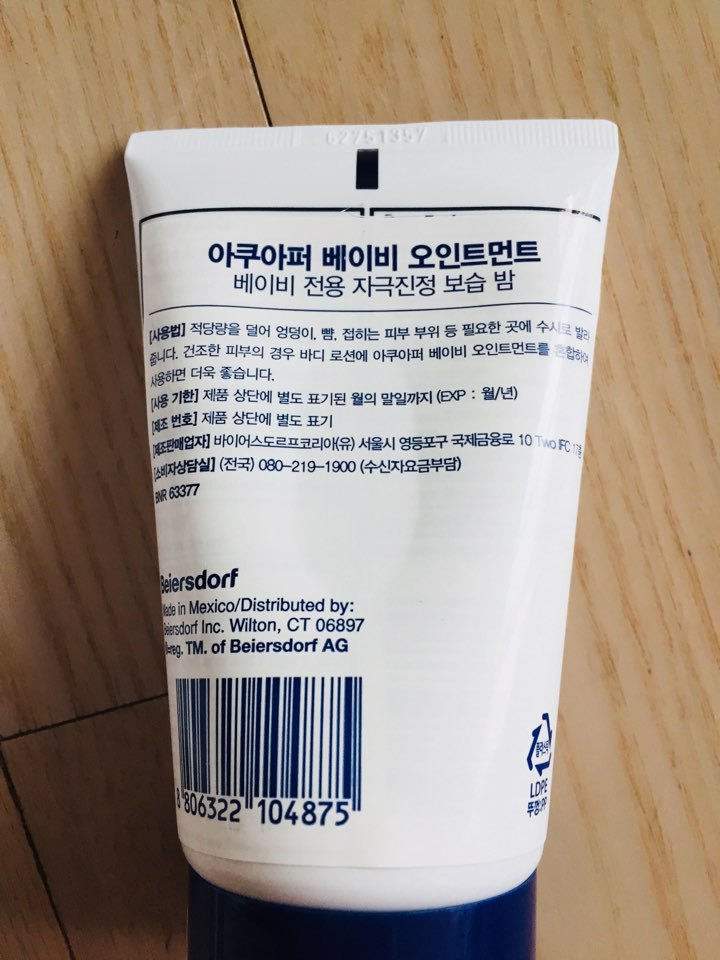 62751357
아쿠아퍼 베이비 오인트먼트
베이비 전용 자극진정 보습 밤
[사용법] 적당량을 덜어 엉덩이, 뺨, 접히는 피부 부위 등 필요한 곳에 수시로 발라
줍니다. 건조한 피부의 경우 바디 로션에 아쿠아퍼 베이비 오인트먼트를 혼합하여
사용하면 더욱 좋습니다.
[사용 기한] 제품 상단에 별도 표기된 월의 말일까지 (EXP : 월/년)
[제조 번호] 제품 상단에 별도 표기
[제조판매업자] 바이어스도르프코리아(유) 서울시 영등포구 국제금융로 10 Two IFC 17층
[소비자상담실] (전국) 080-219-1900 (수신자요금부담)
BNR 63377
Beiersdorf
Made in Mexico/Distributed by:
Beiersdorf Inc. Wilton, CT 06897
®=reg. TM. of Beiersdorf AG
8 806322 104875
플라스틱
LDPE
뚜껑:PP